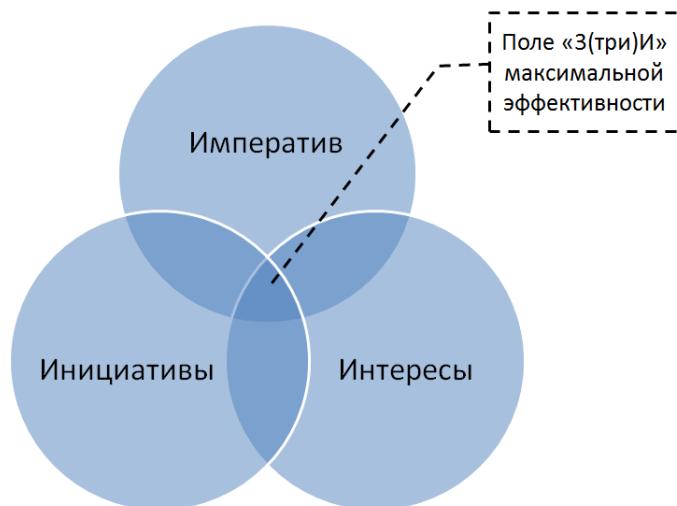 Поле «3(три)И»
максимальной
эффективности
Императив
Инициативы
Интересы